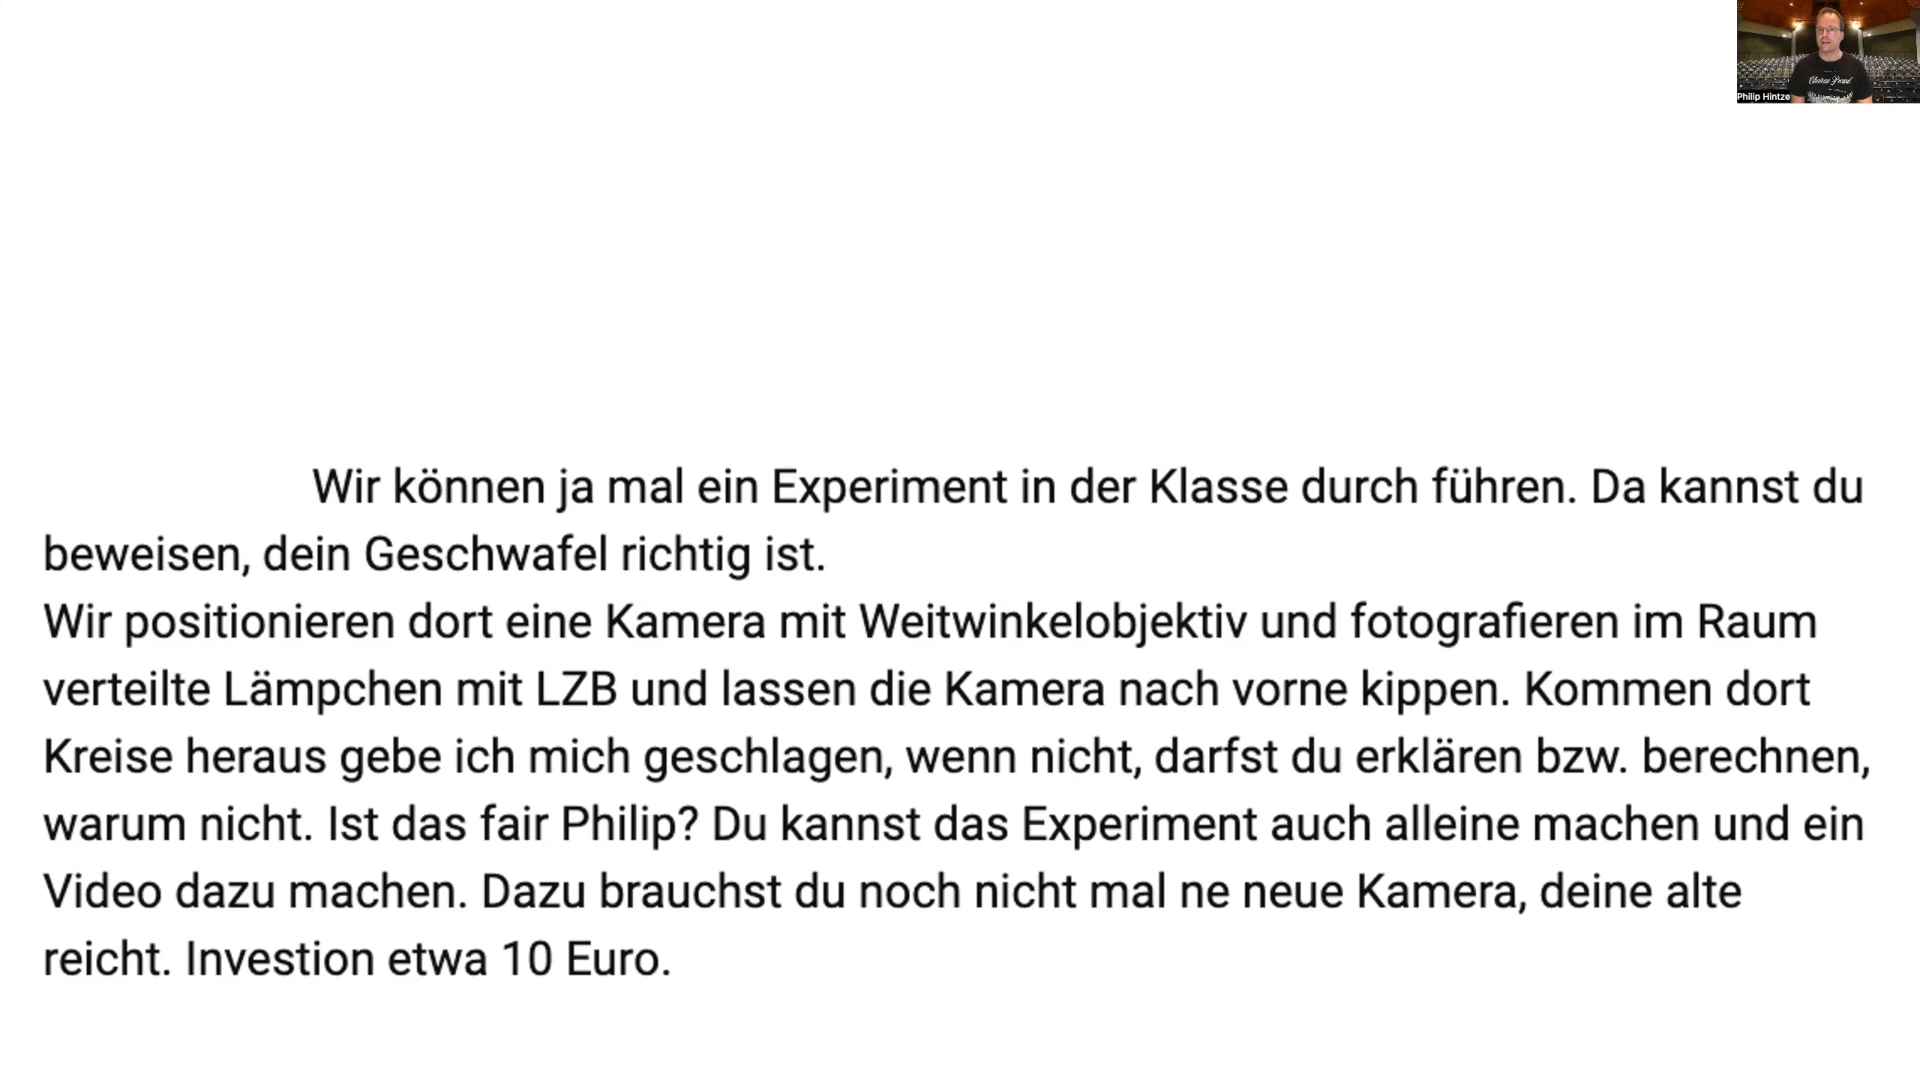 Philip Hintze
Wir können ja mal ein Experiment in der Klasse durch führen. Da kannst du
beweisen, dein Geschwafel richtig ist.
Wir positionieren dort eine Kamera mit Weitwinkelobjektiv und fotografieren im Raum
verteilte Lämpchen mit LZB und lassen die Kamera nach vorne kippen. Kommen dort
Kreise heraus gebe ich mich geschlagen, wenn nicht, darfst du erklären bzw. berechnen,
warum nicht. Ist das fair Philip? Du kannst das Experiment auch alleine machen und ein
Video dazu machen. Dazu brauchst du noch nicht mal ne neue Kamera, deine alte
reicht. Investion etwa 10 Euro.